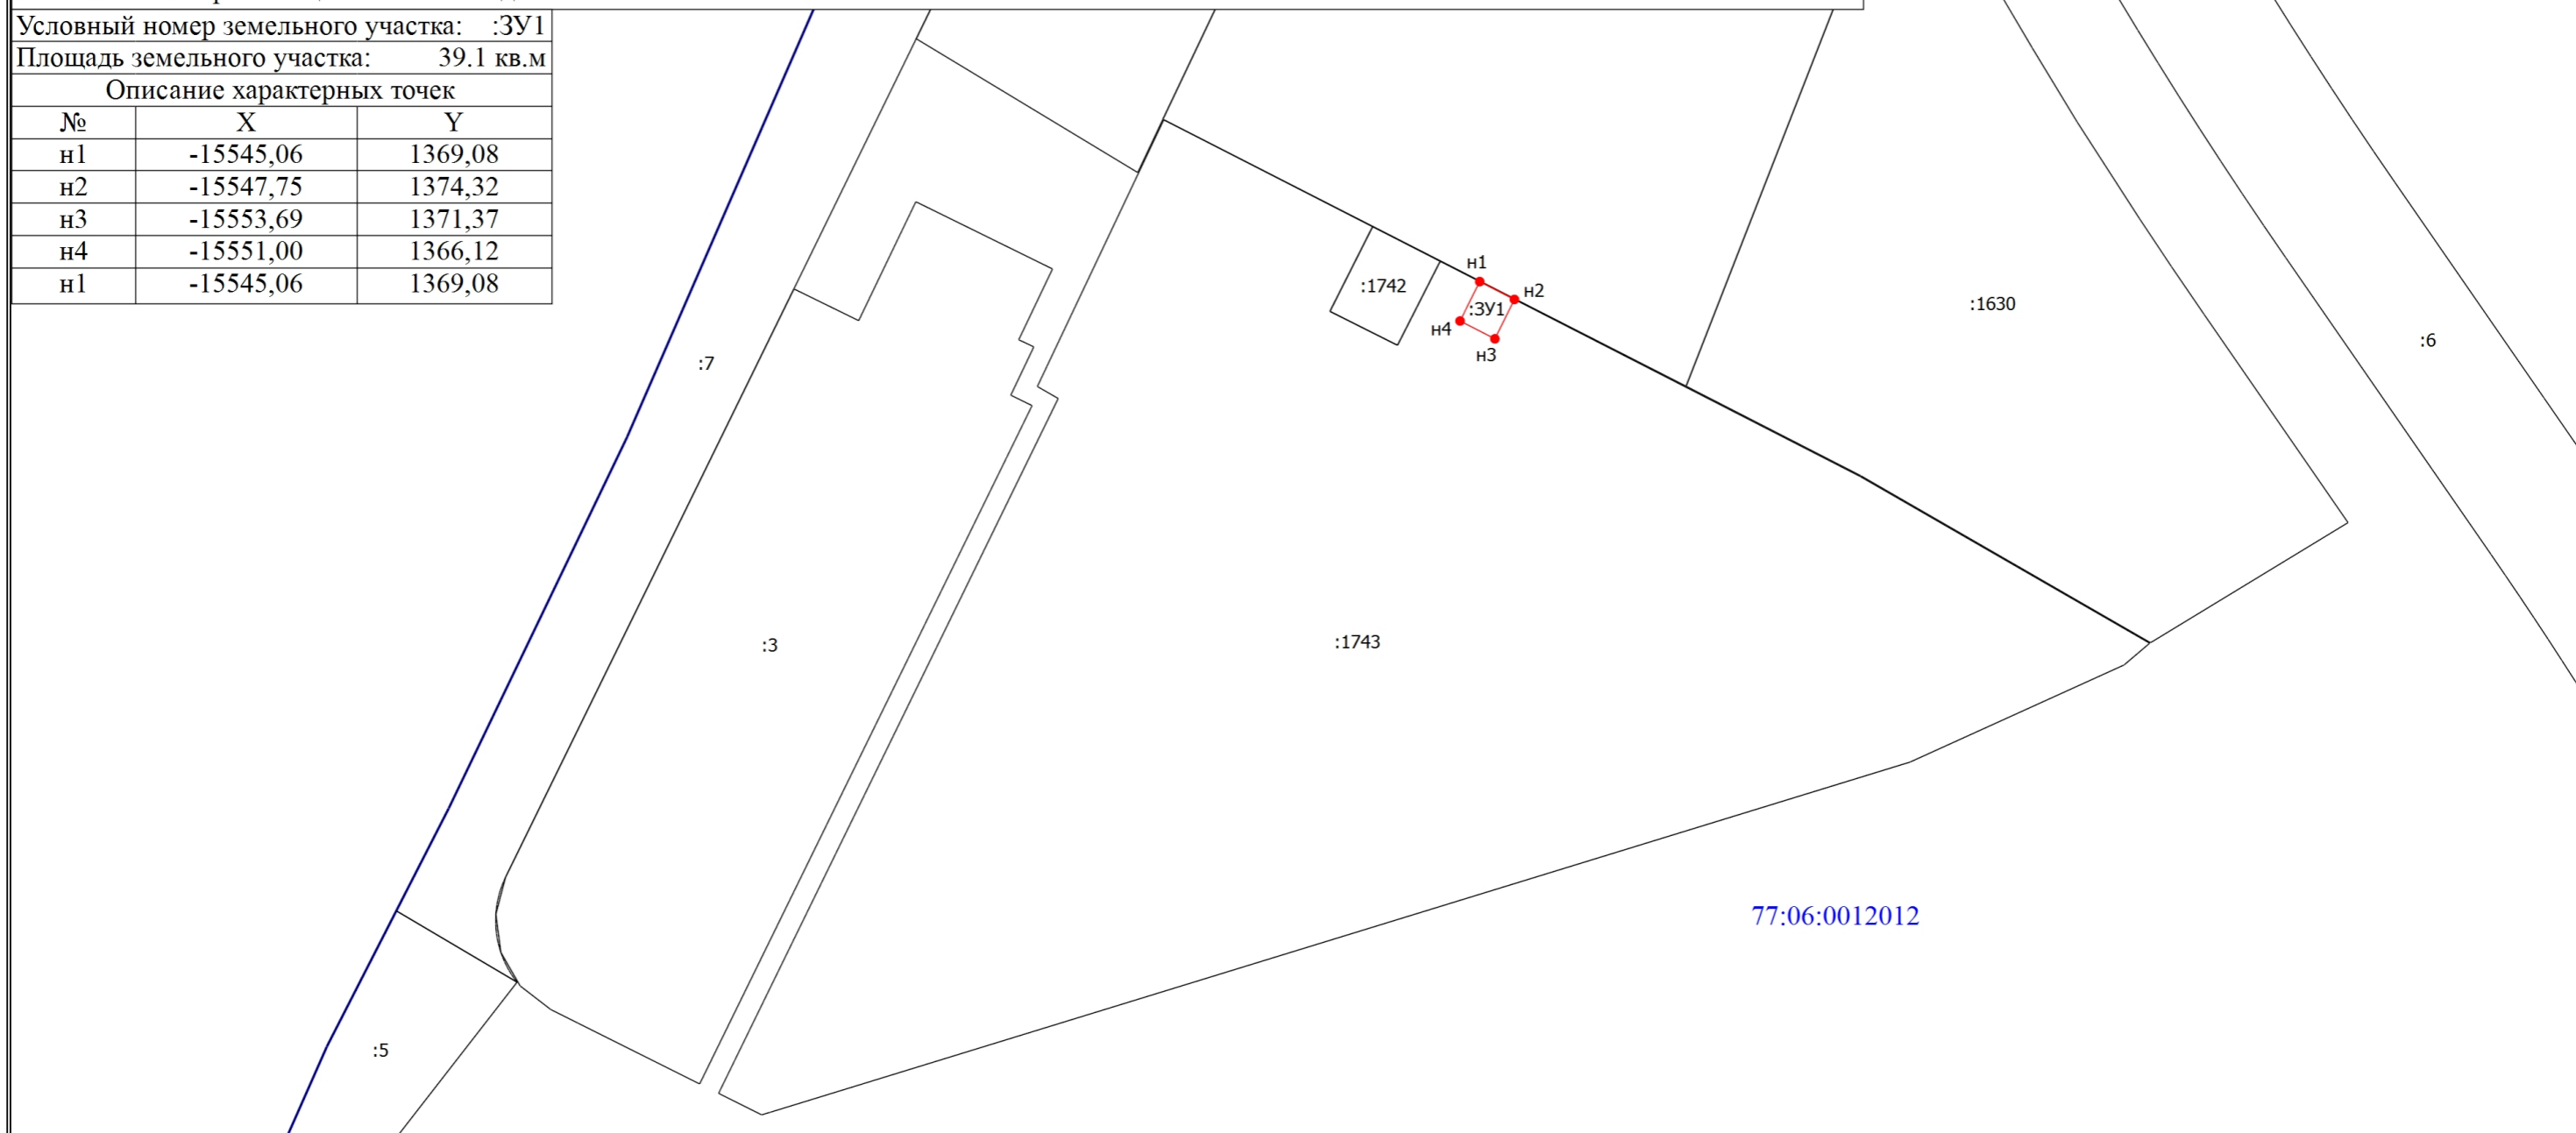 Условный номер земельного участка: :ЗУ1
Площадь земельного участка: 39.1 кв.м
Описание характерных точек
№ X Y
н1 -15545,06 1369,08
н2 -15547,75 1374,32
н3 -15553,69 1371,37
н4 -15551,00 1366,12
н1 -15545,06 1369,08
н1
:1742
н2
:ЗУ1
:1630
н4
:6
н3
:7
:1743
:3
77:06:0012012
:5